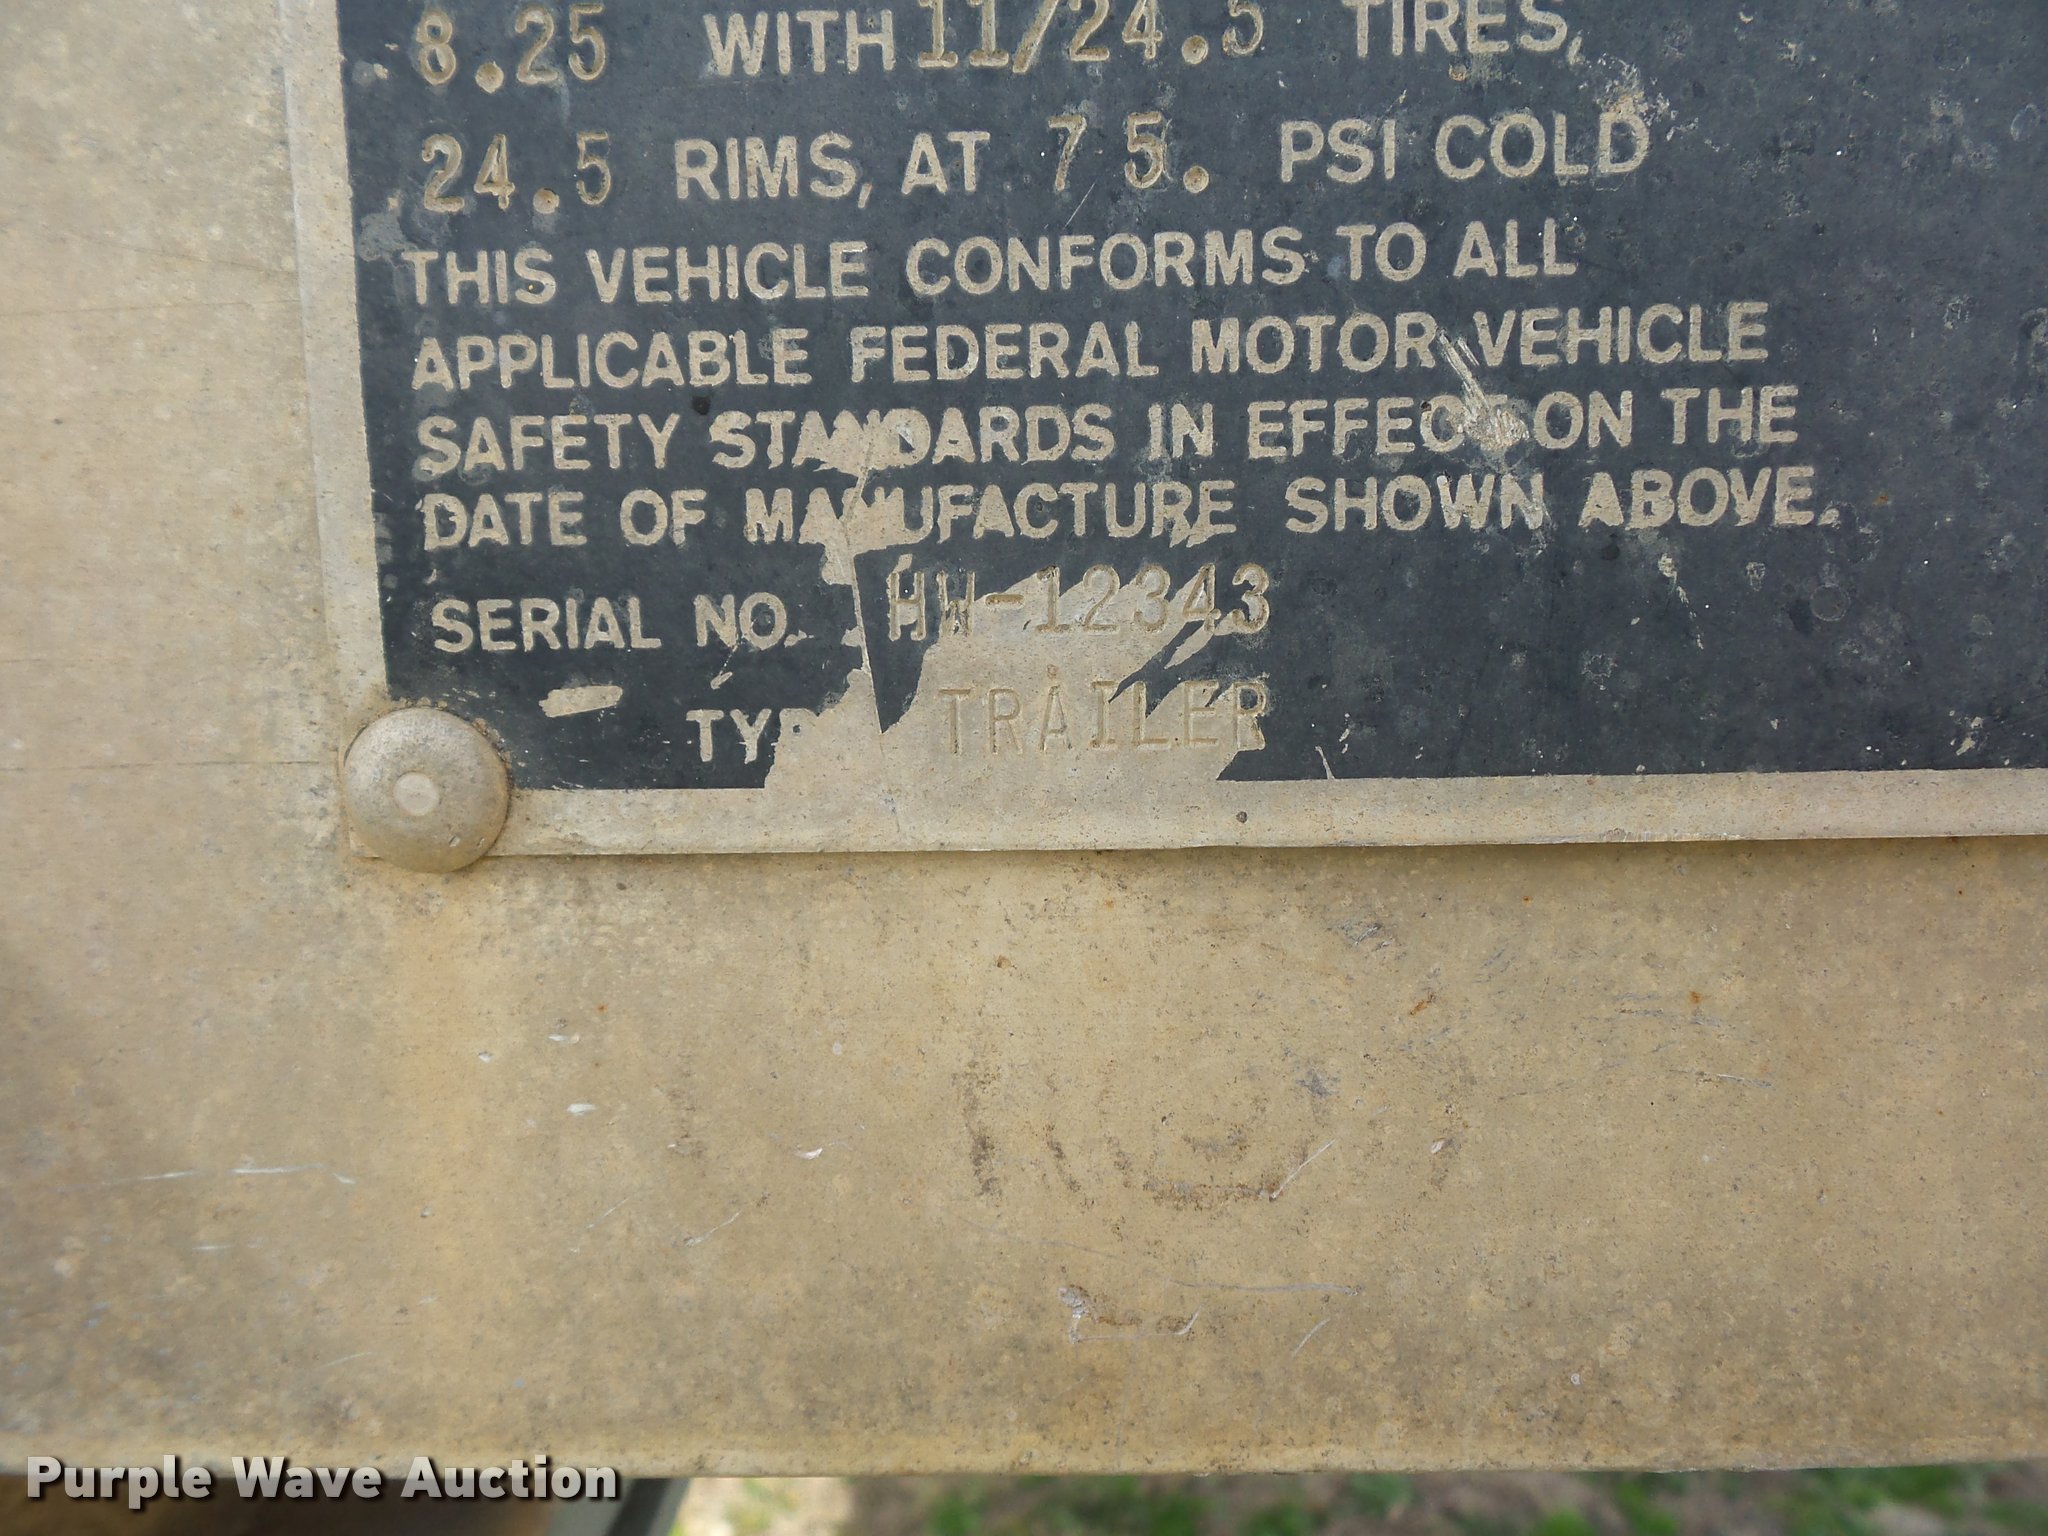 8.25 WITH 11/24.5 TIRES,
24.5 RIMS, AT 75. PSI COLD
THIS VEHICLE CONFORMS TO ALL
APPLICABLE FEDERAL MOTOR VEHICLE
SAFETY STANDARDS IN EFFECT ON THE
DATE OF MANUFACTURE SHOWN ABOVE.
SERIAL NO. HW-12343
TYPE TRAILER
Purple Wave Auction